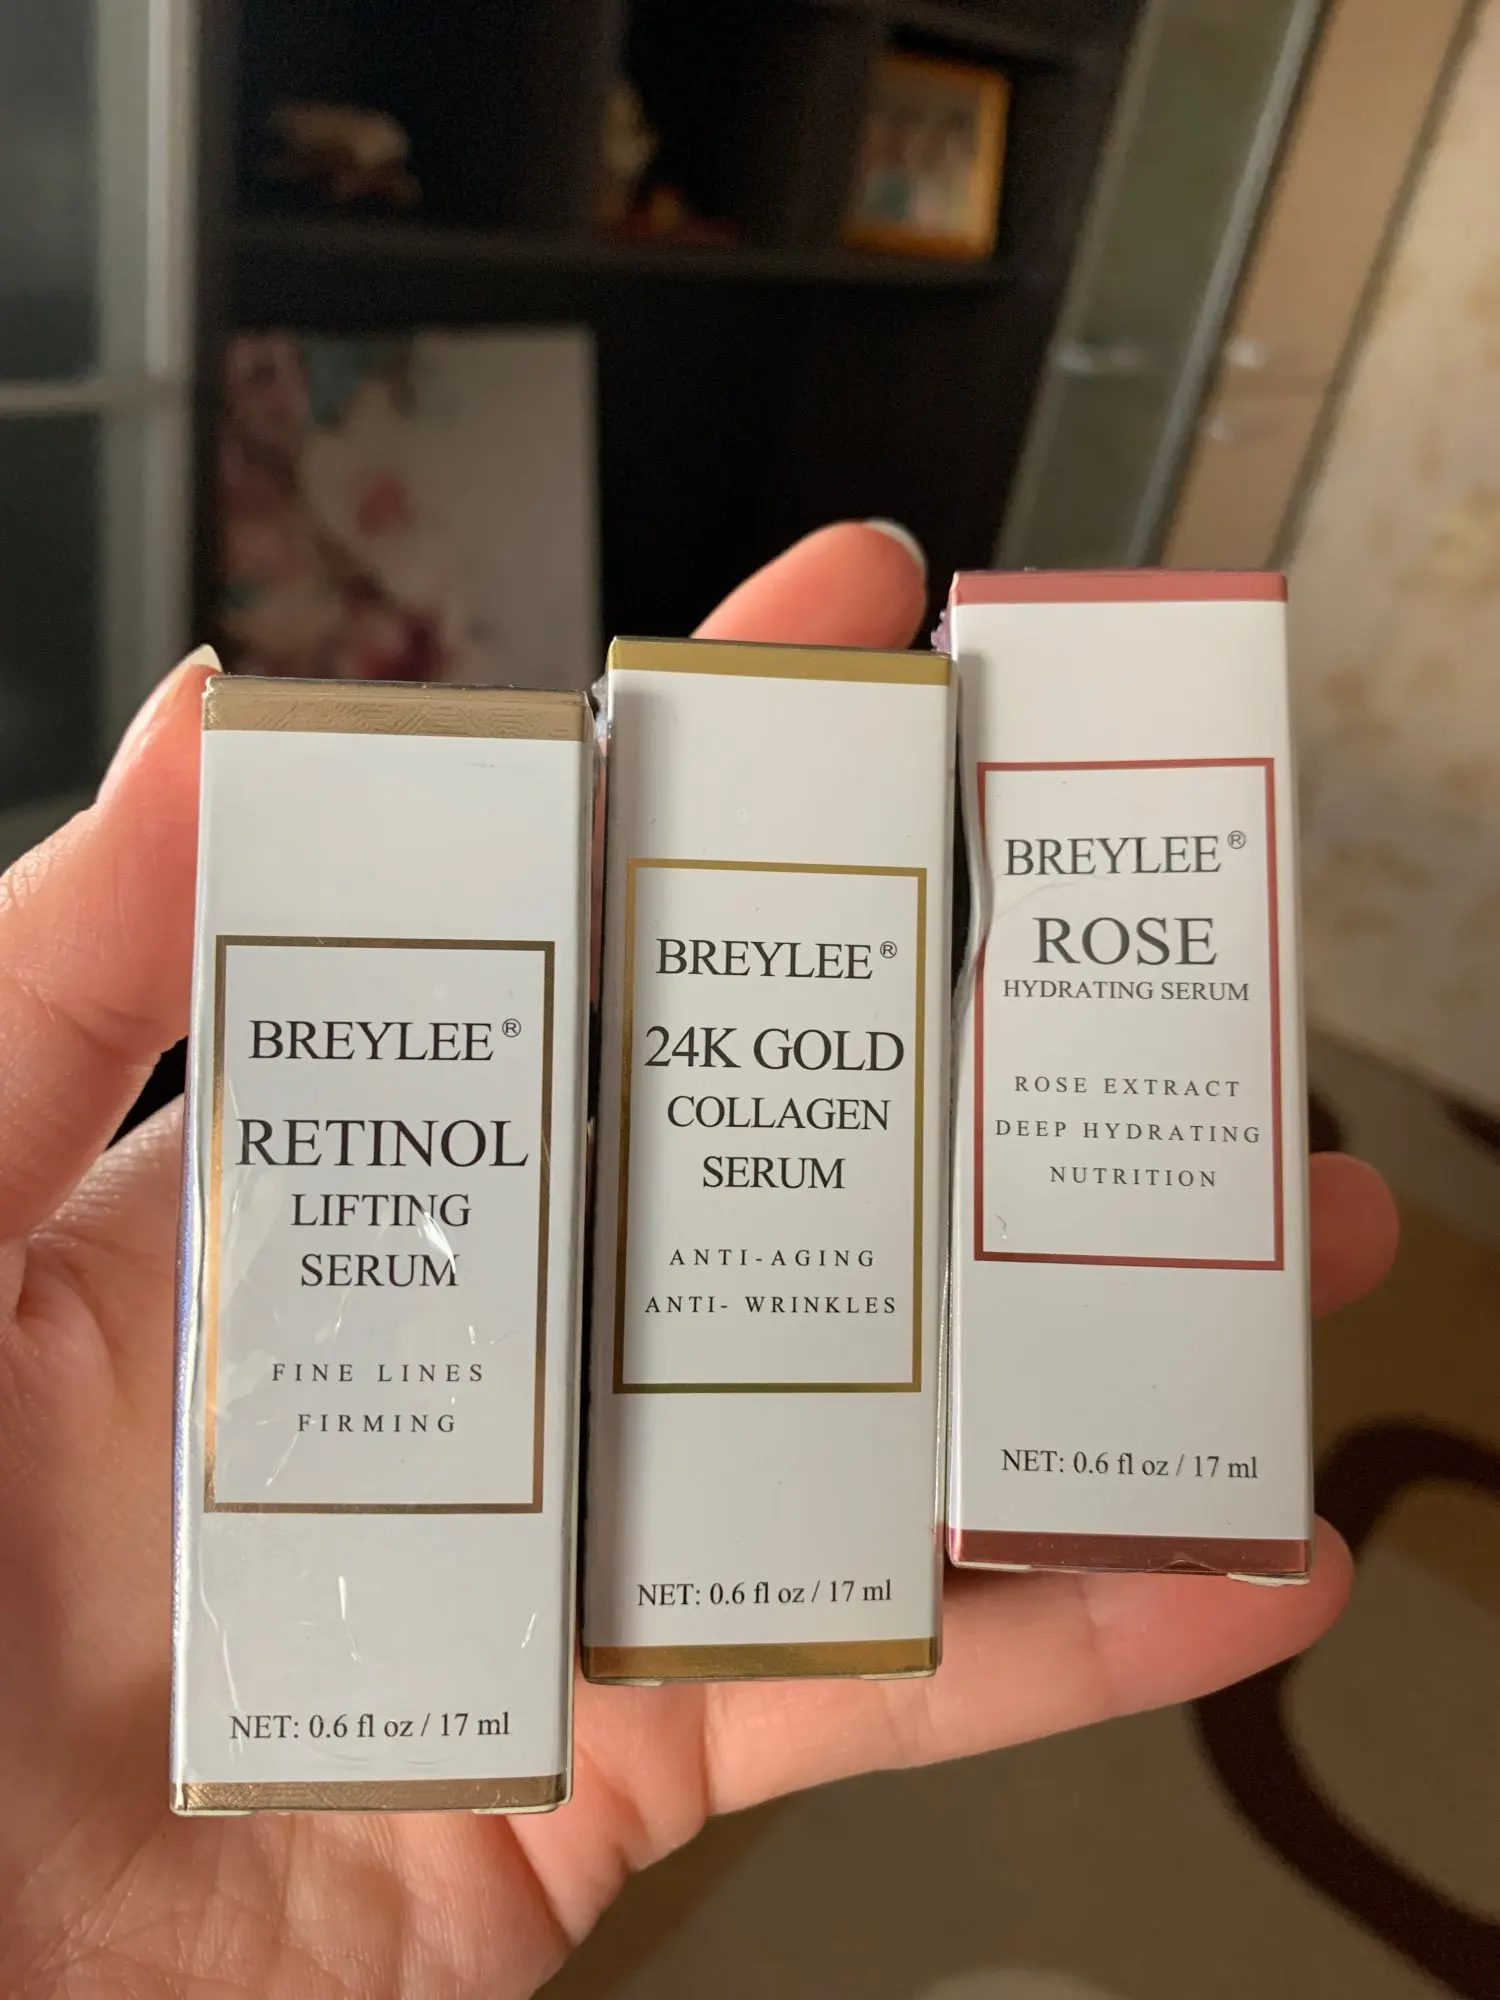 BREYLEE®
RETINOL
LIFTING
SERUM
FINE LINES
FIRMING
NET: 0.6 fl oz / 17 ml
BREYLEE®
24K GOLD
COLLAGEN
SERUM
ANTI-AGING
ANTI- WRINKLES
NET: 0.6 fl oz / 17 ml
BREYLEE®
ROSE
HYDRATING SERUM
ROSE EXTRACT
DEEP HYDRATING
NUTRITION
NET: 0.6 fl oz / 17 ml